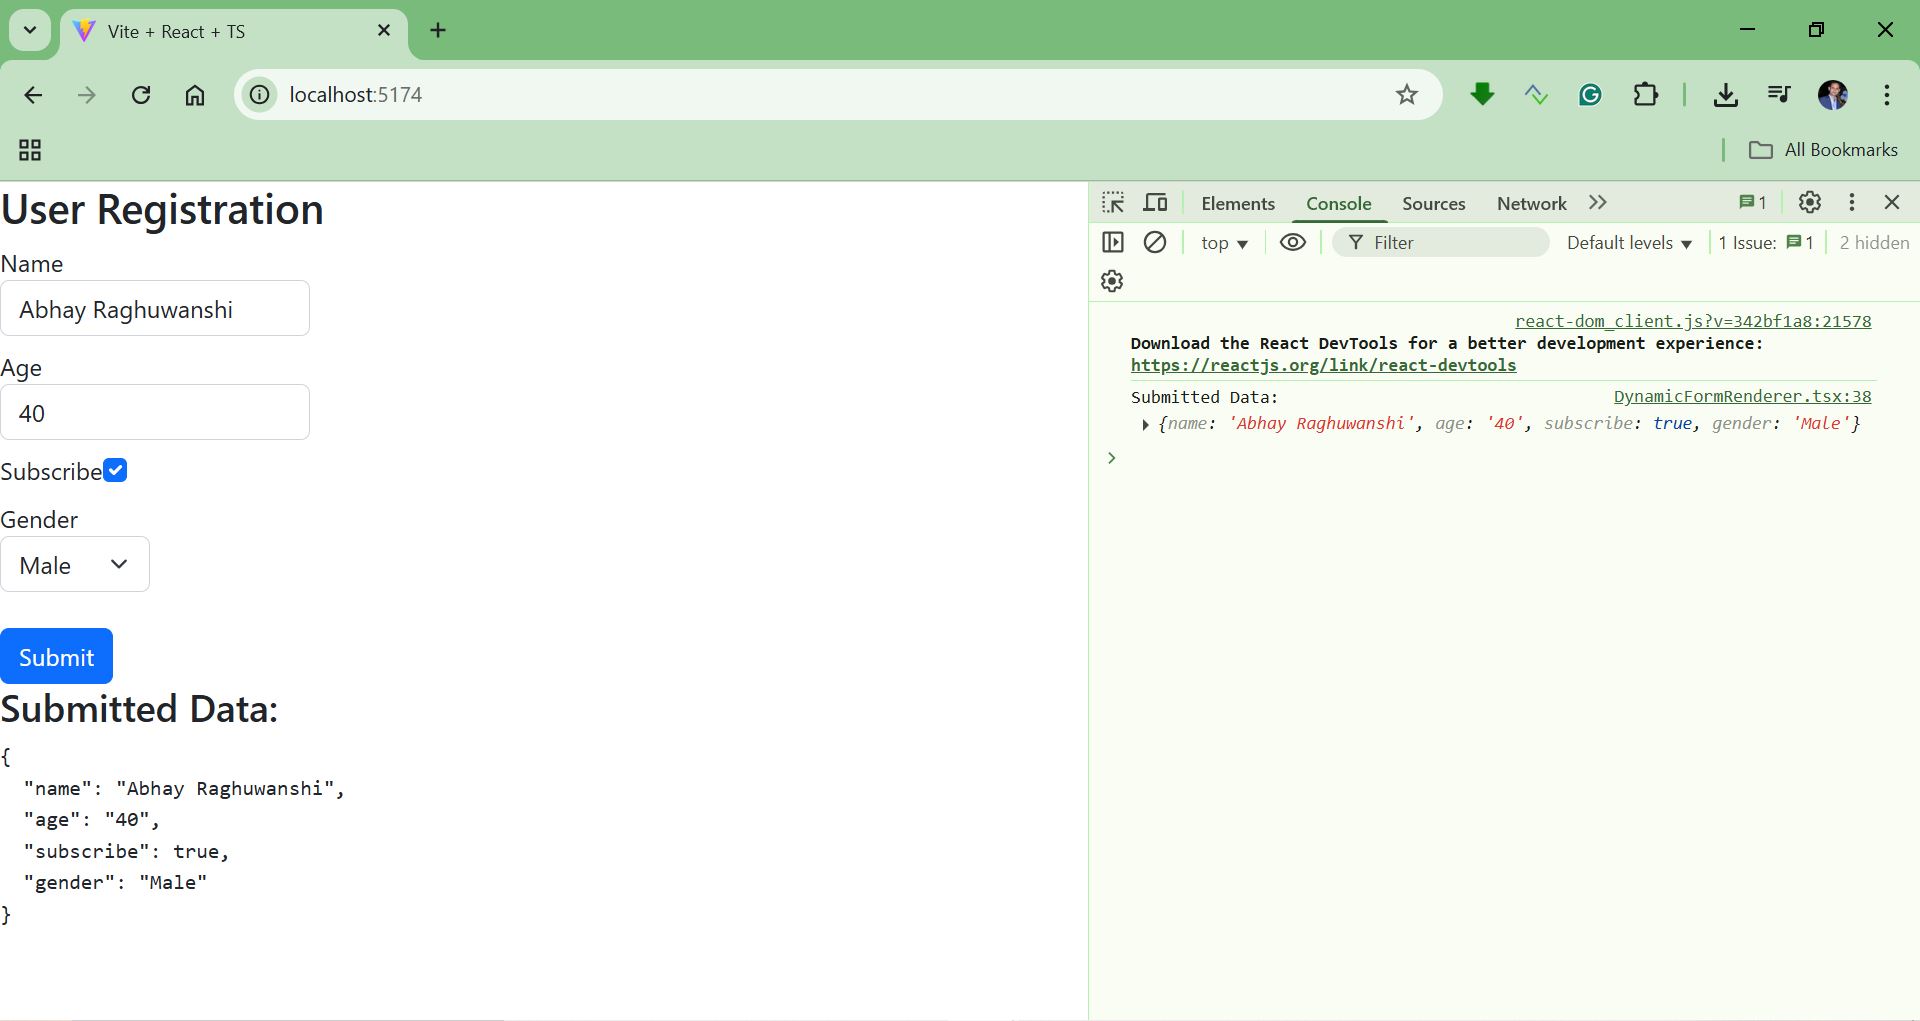 Vite + React + TS
localhost:5174
All Bookmarks
User Registration
Name
Abhay Raghuwanshi
Age
40
Subscribe
Gender
Male
Submit
Submitted Data:
{
  "name": "Abhay Raghuwanshi",
  "age": "40",
  "subscribe": true,
  "gender": "Male"
}
Elements Console Sources Network 1
top Filter Default levels 1 Issue: 1 2 hidden
react-dom_client.js?v=342bf1a8:21578
Download the React DevTools for a better development experience:
https://reactjs.org/link/react-devtools
Submitted Data: DynamicFormRenderer.tsx:38
{name: 'Abhay Raghuwanshi', age: '40', subscribe: true, gender: 'Male'}